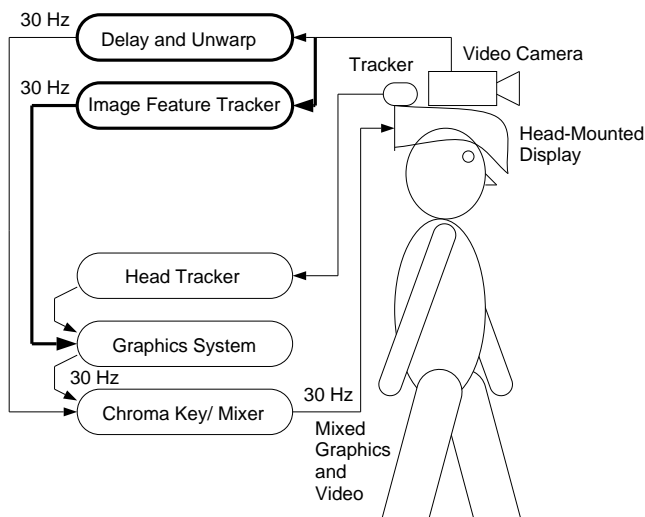 30 Hz
Delay and Unwarp
Video Camera
Tracker
30 Hz
Image Feature Tracker
Head-Mounted
Display
Head Tracker
Graphics System
30 Hz
Chroma Key/ Mixer
30 Hz
Mixed
Graphics
and
Video